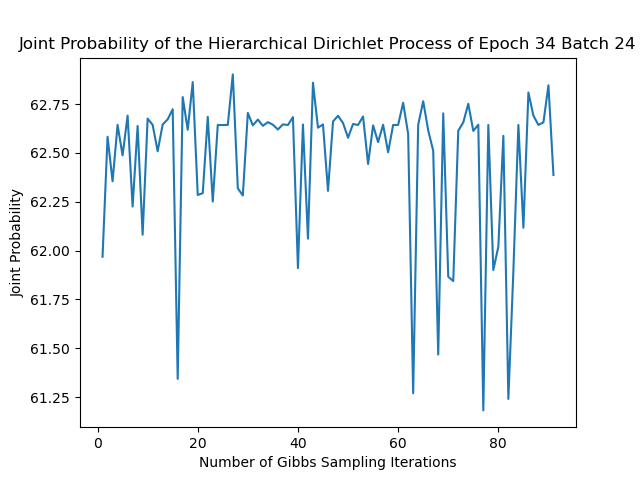 Joint Probability of the Hierarchical Dirichlet Process of Epoch 34 Batch 24
62.75
62.50
62.25
62.00
61.75
61.50
61.25
Joint Probability
0 20 40 60 80
Number of Gibbs Sampling Iterations